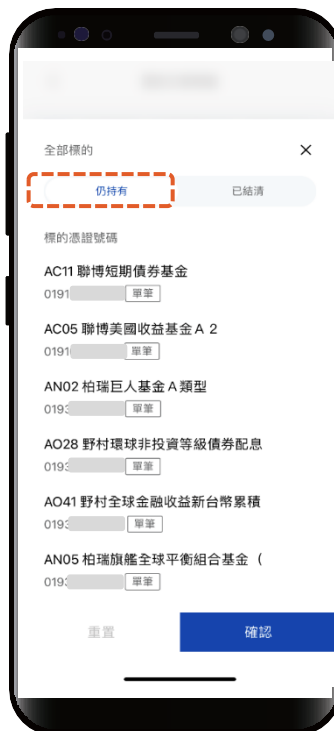 全部標的
仍持有 已結清
標的憑證號碼
AC11 聯博短期債券基金
0191 單筆
AC05 聯博美國收益基金A 2
0191 單筆
AN02 柏瑞巨人基金A類型
0193 單筆
AO28 野村環球非投資等級債券配息
0193 單筆
AO41 野村全球金融收益新台幣累積
0193 單筆
AN05 柏瑞旗艦全球平衡組合基金（
0193 單筆
重置 確認